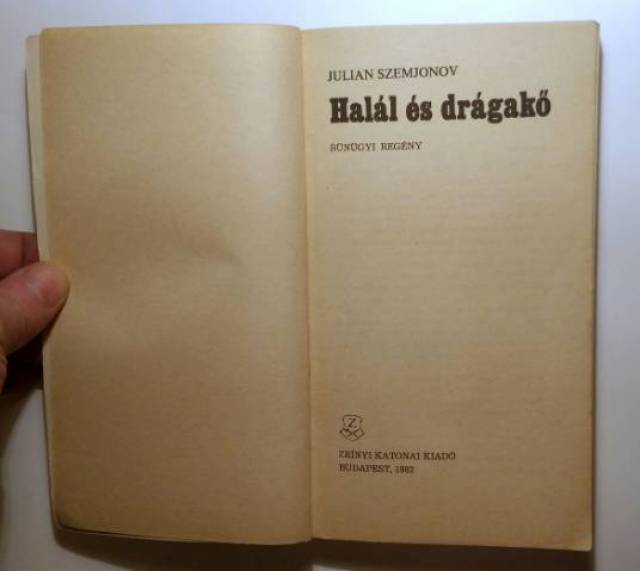 JULIAN SZEMJONOV
Halál és drágakő
BŰNÜGYI REGÉNY
Z
ZRÍNYI KATONAI KIADÓ
BUDAPEST, 1982